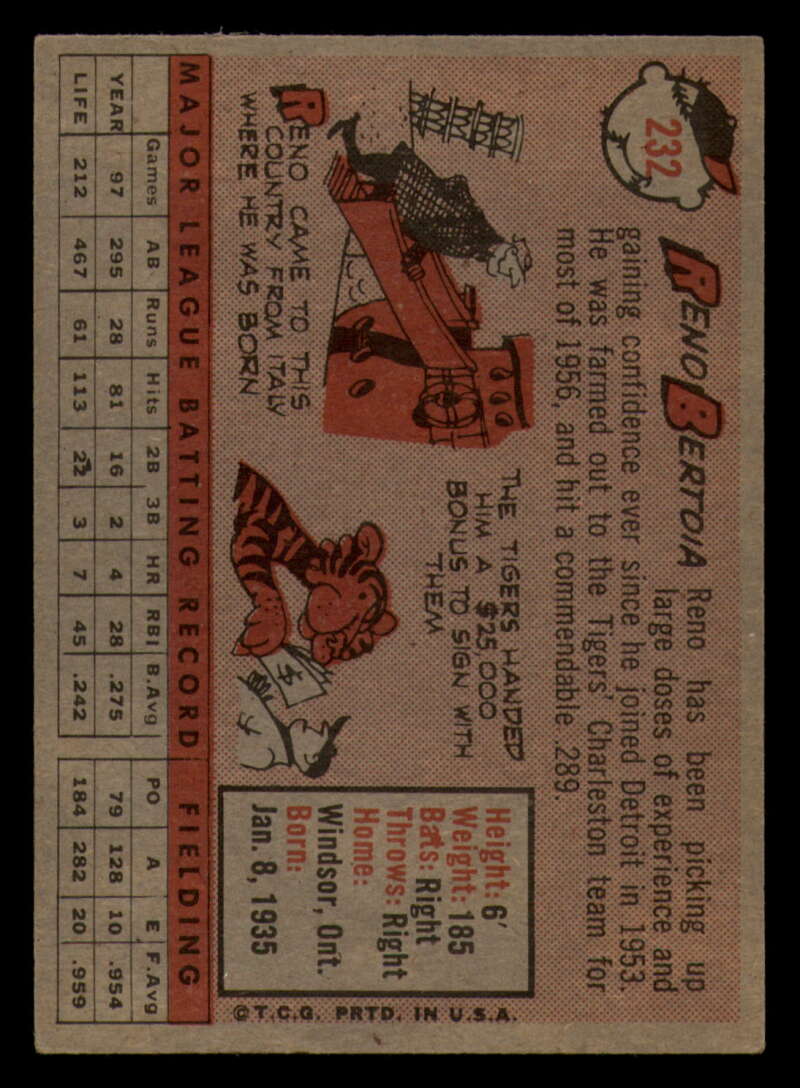 232
RENO BERTOIA Reno has been picking up
large doses of experience and
gaining confidence ever since he joined Detroit in 1953.
He was farmed out to the Tigers' Charleston team for
most of 1956, and hit a commendable .289.
RENO CAME TO THIS
COUNTRY FROM ITALY
WHERE HE WAS BORN
THE TIGERS HANDED
HIM A $25,000
BONUS TO SIGN WITH
THEM
$
Height: 6'
Weight: 185
Bats: Right
Throws: Right
Home:
Windsor, Ont.
Born:
Jan. 8, 1935
©T.C.G. PRTD. IN U.S.A.
MAJOR LEAGUE BATTING RECORD FIELDING
Games AB Runs Hits 2B 3B HR RBI B.Avg PO A E F.Avg
YEAR 97 295 28 81 16 2 4 28 .275 79 128 10 .954
LIFE 212 467 61 113 22 3 7 45 .242 184 282 20 .959